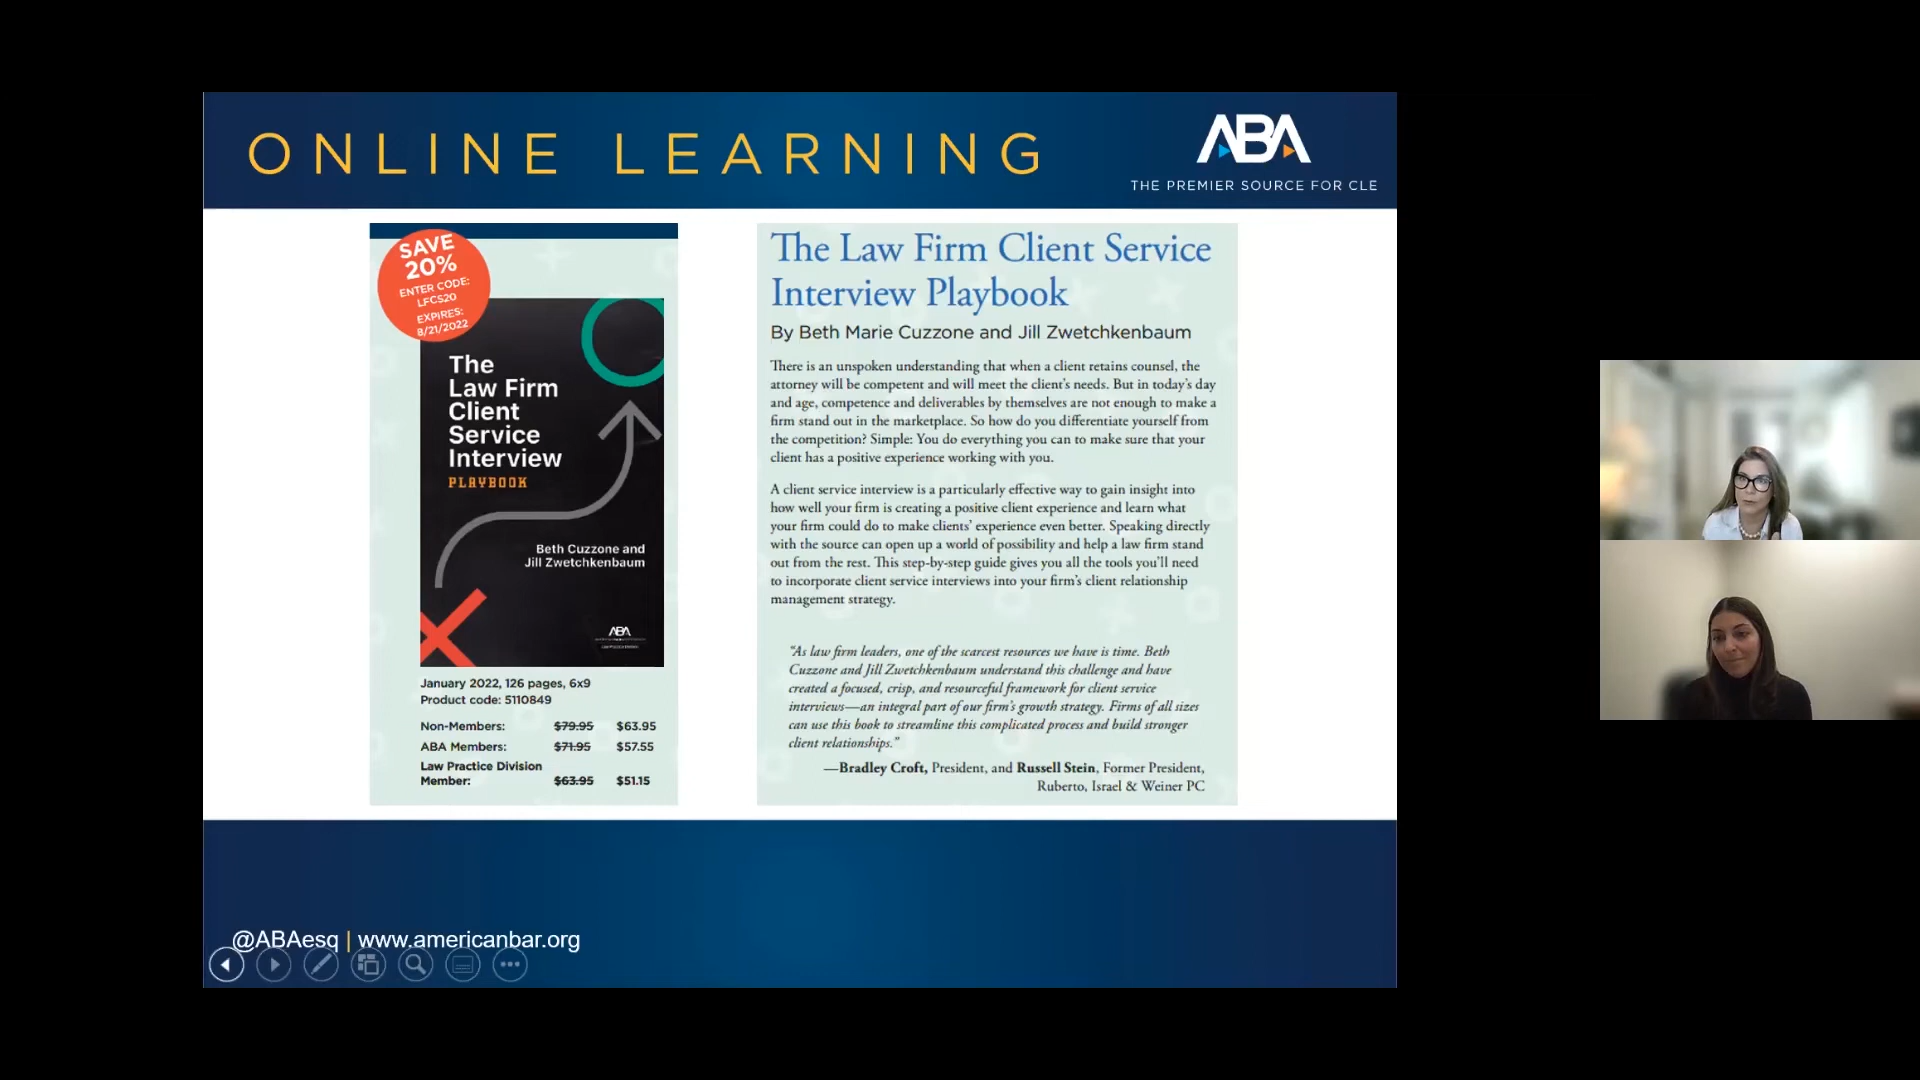 ONLINE LEARNING
ABA
THE PREMIER SOURCE FOR CLE
SAVE
20%
ENTER CODE:
LFCS20
EXPIRES:
8/21/2022
The
Law Firm
Client
Service
Interview
PLAYBOOK
Beth Cuzzone and
Jill Zwetchkenbaum
ABA
January 2022, 126 pages, 6x9
Product code: 5110849
Non-Members: $79.95 $63.95
ABA Members: $71.95 $57.55
Law Practice Division
Member: $63.95 $51.15
The Law Firm Client Service
Interview Playbook
By Beth Marie Cuzzone and Jill Zwetchkenbaum
There is an unspoken understanding that when a client retains counsel, the
attorney will be competent and will meet the client's needs. But in today's day
and age, competence and deliverables by themselves are not enough to make a
firm stand out in the marketplace. So how do you differentiate yourself from
the competition? Simple: You do everything you can to make sure that your
client has a positive experience working with you.
A client service interview is a particularly effective way to gain insight into
how well your firm is creating a positive client experience and learn what
your firm could do to make clients' experience even better. Speaking directly
with the source can open up a world of possibility and help a law firm stand
out from the rest. This step-by-step guide gives you all the tools you'll need
to incorporate client service interviews into your firm's client relationship
management strategy.
"As law firm leaders, one of the scarcest resources we have is time. Beth
Cuzzone and Jill Zwetchkenbaum understand this challenge and have
created a focused, crisp, and resourceful framework for client service
interviews—an integral part of our firm's growth strategy. Firms of all sizes
can use this book to streamline this complicated process and build stronger
client relationships."
—Bradley Croft, President, and Russell Stein, Former President,
Ruberto, Israel & Weiner PC
@ABAesq | www.americanbar.org